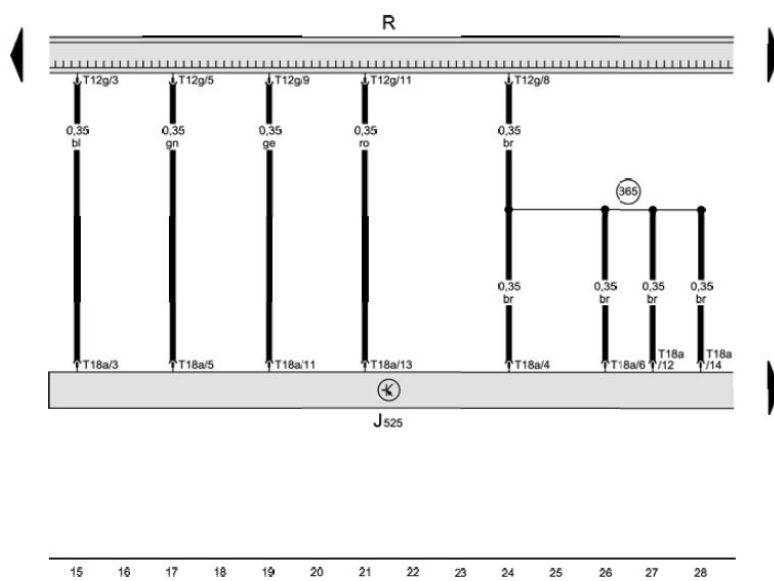 R
T12g/3 T12g/5 T12g/9 T12g/11 T12g/8
0,35 0,35 0,35 0,35 0,35
bl gn ge ro br
365
0,35 0,35 0,35 0,35
br br br br
T18a/3 T18a/5 T18a/11 T18a/13 T18a/4 T18a/6 T18a /12 T18a /14
J525
15 16 17 18 19 20 21 22 23 24 25 26 27 28